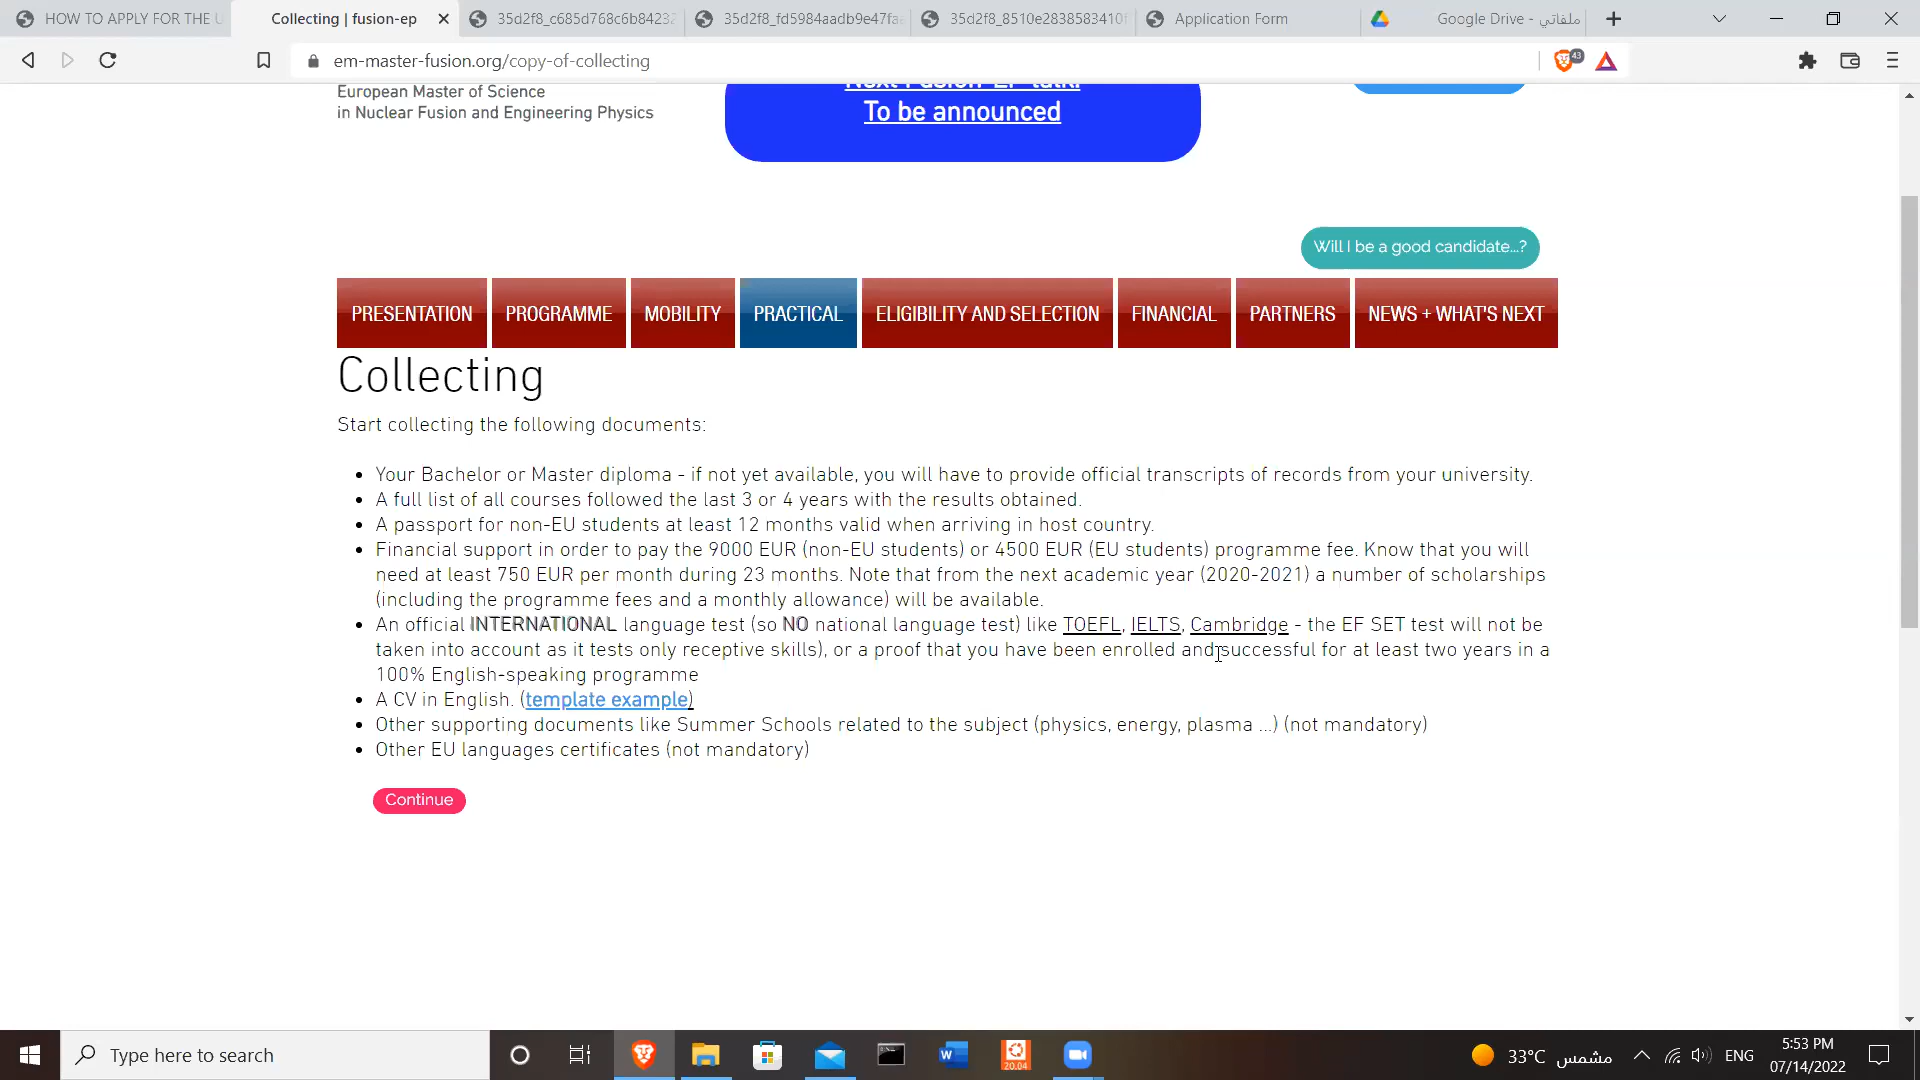 HOW TO APPLY FOR THE U
Collecting | fusion-ep
35d2f8_c685d768c6b84232
35d2f8_fd5984aadb9e47fa
35d2f8_8510e2838583410f
Application Form
ملفاتي - Google Drive
em-master-fusion.org/copy-of-collecting
43
European Master of Science
in Nuclear Fusion and Engineering Physics
Next Fusion-EP talk:
To be announced
Will I be a good candidate...?
PRESENTATION
PROGRAMME
MOBILITY
PRACTICAL
ELIGIBILITY AND SELECTION
FINANCIAL
PARTNERS
NEWS + WHAT'S NEXT
Collecting
Start collecting the following documents:
• Your Bachelor or Master diploma - if not yet available, you will have to provide official transcripts of records from your university.
• A full list of all courses followed the last 3 or 4 years with the results obtained.
• A passport for non-EU students at least 12 months valid when arriving in host country.
• Financial support in order to pay the 9000 EUR (non-EU students) or 4500 EUR (EU students) programme fee. Know that you will
need at least 750 EUR per month during 23 months. Note that from the next academic year (2020-2021) a number of scholarships
(including the programme fees and a monthly allowance) will be available.
• An official INTERNATIONAL language test (so NO national language test) like TOEFL, IELTS, Cambridge - the EF SET test will not be
taken into account as it tests only receptive skills), or a proof that you have been enrolled and successful for at least two years in a
100% English-speaking programme
• A CV in English. (template example)
• Other supporting documents like Summer Schools related to the subject (physics, energy, plasma ...) (not mandatory)
• Other EU languages certificates (not mandatory)
Continue
Type here to search
20.04
33°C مشمس
ENG
5:53 PM
07/14/2022